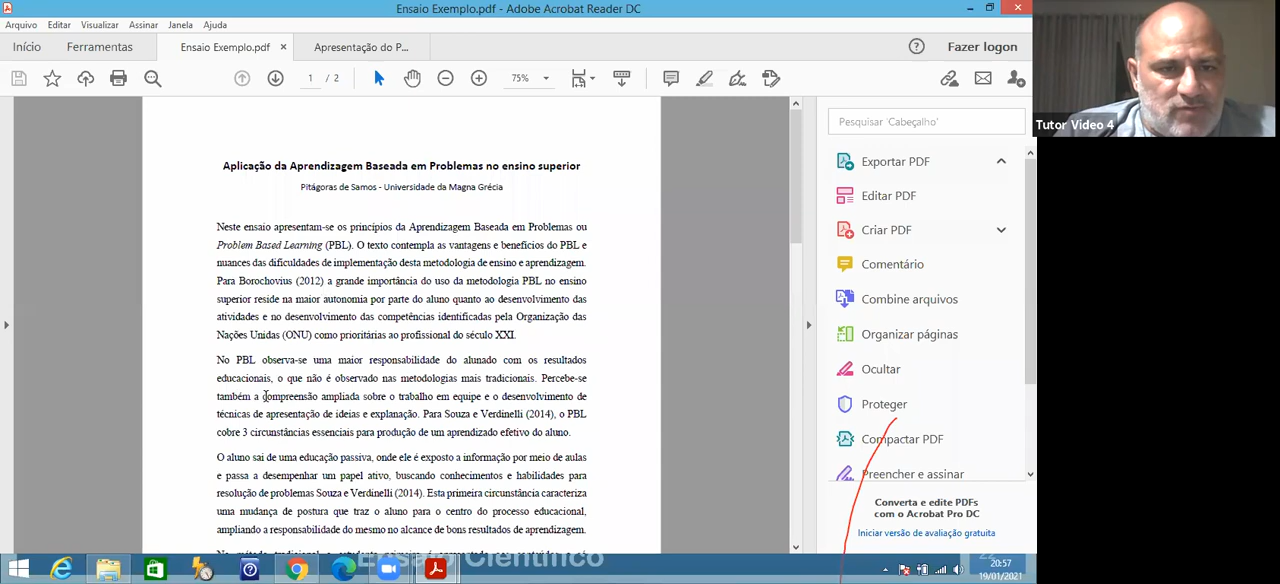 Ensaio Exemplo.pdf - Adobe Acrobat Reader DC
Arquivo Editar Visualizar Assinar Janela Ajuda
Início Ferramentas Ensaio Exemplo.pdf × Apresentação do P... Fazer logon
1 / 2 75%
Tutor Video 4
Aplicação da Aprendizagem Baseada em Problemas no ensino superior
Pitágoras de Samos - Universidade da Magna Grécia
Neste ensaio apresentam-se os princípios da Aprendizagem Baseada em Problemas ou
Problem Based Learning (PBL). O texto contempla as vantagens e benefícios do PBL e
nuances das dificuldades de implementação desta metodologia de ensino e aprendizagem.
Para Borochovius (2012) a grande importância do uso da metodologia PBL no ensino
superior reside na maior autonomia por parte do aluno quanto ao desenvolvimento das
atividades e no desenvolvimento das competências identificadas pela Organização das
Nações Unidas (ONU) como prioritárias ao profissional do século XXI.
No PBL observa-se uma maior responsabilidade do alunado com os resultados
educacionais, o que não é observado nas metodologias mais tradicionais. Percebe-se
também a compreensão ampliada sobre o trabalho em equipe e o desenvolvimento de
técnicas de apresentação de ideias e explanação. Para Souza e Verdinelli (2014), o PBL
cobre 3 circunstâncias essenciais para produção de um aprendizado efetivo do aluno.
O aluno sai de uma educação passiva, onde ele é exposto a informação por meio de aulas
e passa a desempenhar um papel ativo, buscando conhecimentos e habilidades para
resolução de problemas Souza e Verdinelli (2014). Esta primeira circunstância caracteriza
uma mudança de postura que traz o aluno para o centro do processo educacional,
ampliando a responsabilidade do mesmo no alcance de bons resultados de aprendizagem.
Pesquisar 'Cabeçalho'
Exportar PDF
Editar PDF
Criar PDF
Comentário
Combine arquivos
Organizar páginas
Ocultar
Proteger
Compactar PDF
Preencher e assinar
Converta e edite PDFs
com o Acrobat Pro DC
Iniciar versão de avaliação gratuita
Ensaio Científico
20:57
19/01/2021